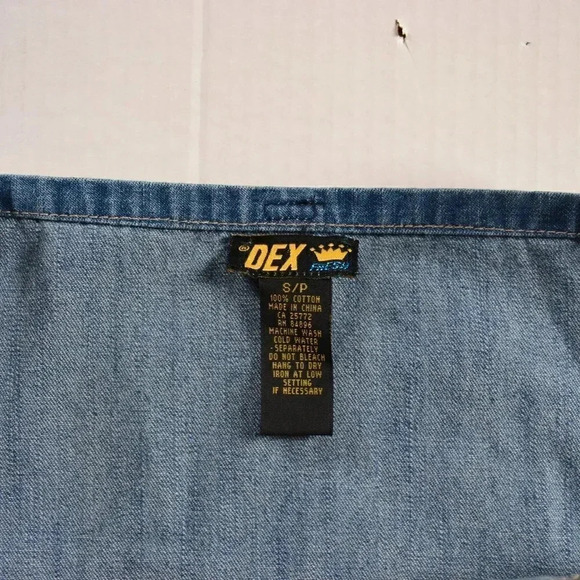 ® DEX
FRESH
S/P
100% COTTON
MADE IN CHINA
CA 25772
RN 84896
MACHINE WASH
COLD WATER
-SEPARATELY
DO NOT BLEACH
HANG TO DRY
IRON AT LOW
SETTING
IF NECESSARY